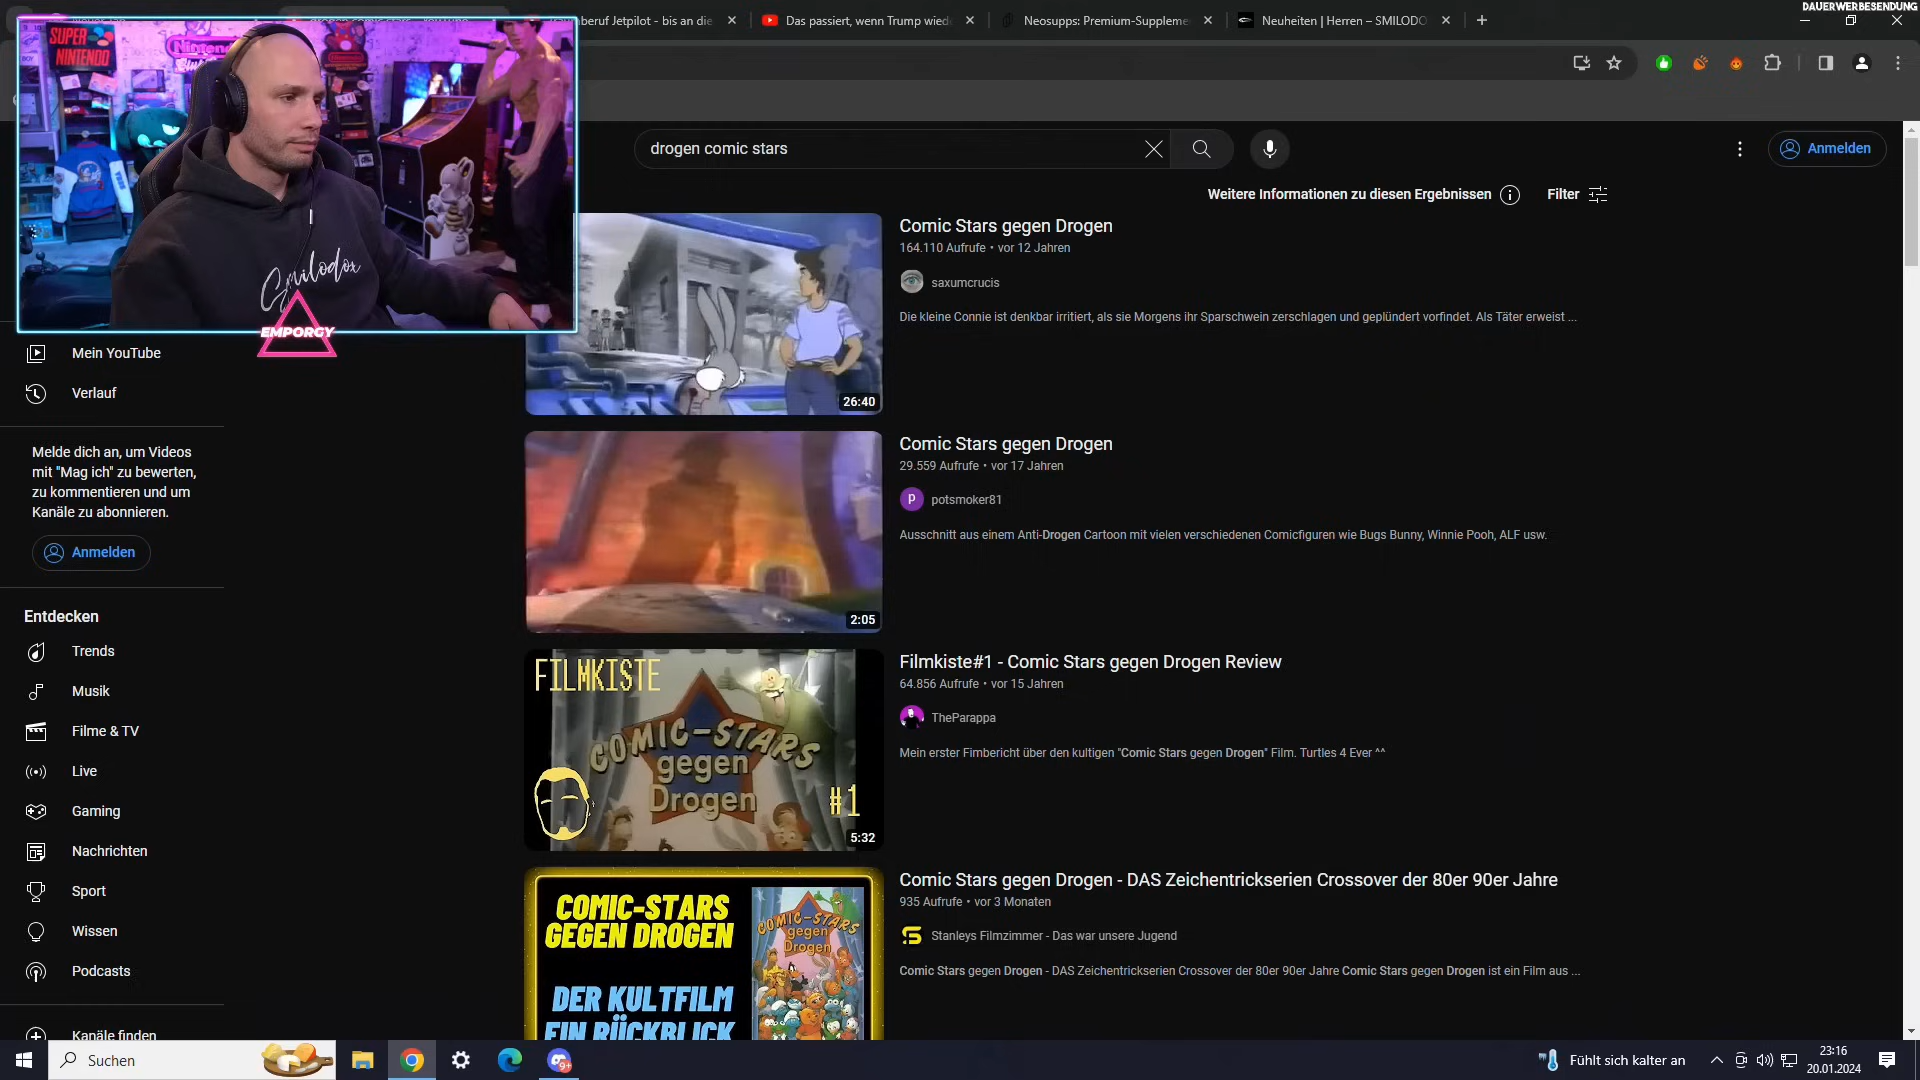 DAUERWERBESENDUNG
beruf Jetpilot - bis an die
Das passiert, wenn Trump wied
Neosupps: Premium-Suppleme
Neuheiten | Herren – SMILODO
SUPER
NINTENDO
Nintendo
Smilodox
EMPORGY
drogen comic stars
Anmelden
Weitere Informationen zu diesen Ergebnissen
Filter
Mein YouTube
Verlauf
Melde dich an, um Videos
mit "Mag ich" zu bewerten,
zu kommentieren und um
Kanäle zu abonnieren.
Anmelden
Entdecken
Trends
Musik
Filme & TV
Live
Gaming
Nachrichten
Sport
Wissen
Podcasts
Kanäle finden
26:40
Comic Stars gegen Drogen
164.110 Aufrufe • vor 12 Jahren
saxumcrucis
Die kleine Connie ist denkbar irritiert, als sie Morgens ihr Sparschwein zerschlagen und geplündert vorfindet. Als Täter erweist ...
2:05
Comic Stars gegen Drogen
29.559 Aufrufe • vor 17 Jahren
P
potsmoker81
Ausschnitt aus einem Anti-Drogen Cartoon mit vielen verschiedenen Comicfiguren wie Bugs Bunny, Winnie Pooh, ALF usw.
FILMKISTE
COMIC-STARS
gegen
Drogen
#1
5:32
Filmkiste#1 - Comic Stars gegen Drogen Review
64.856 Aufrufe • vor 15 Jahren
TheParappa
Mein erster Fimbericht über den kultigen "Comic Stars gegen Drogen" Film. Turtles 4 Ever ^^
COMIC-STARS
GEGEN DROGEN
DER KULTFILM
EIN RÜCKBLICK
COMIC-STARS
gegen
Drogen
Comic Stars gegen Drogen - DAS Zeichentrickserien Crossover der 80er 90er Jahre
935 Aufrufe • vor 3 Monaten
Stanleys Filmzimmer - Das war unsere Jugend
Comic Stars gegen Drogen - DAS Zeichentrickserien Crossover der 80er 90er Jahre Comic Stars gegen Drogen ist ein Film aus ...
Suchen
9+
Fühlt sich kalter an
23:16
20.01.2024